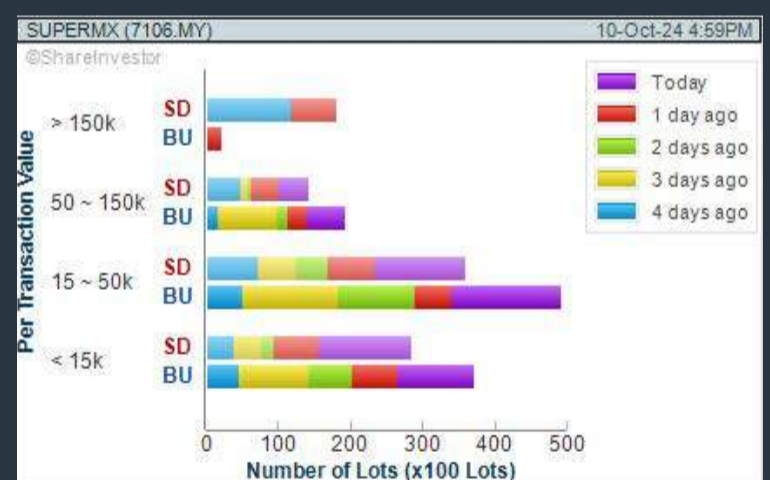 SUPERMX (7106.MY) 10-Oct-24 4:59PM
©ShareInvestor
Today
1 day ago
2 days ago
3 days ago
4 days ago
Per Transaction Value
> 150k
SD
BU
50 ~ 150k
SD
BU
15 ~ 50k
SD
BU
< 15k
SD
BU
0 100 200 300 400 500
Number of Lots (x100 Lots)